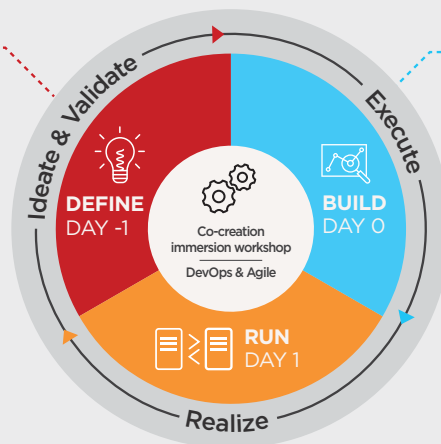 Ideate & Validate
Execute
DEFINE
DAY -1
BUILD
DAY 0
Co-creation
immersion workshop
DevOps & Agile
RUN
DAY 1
Realize